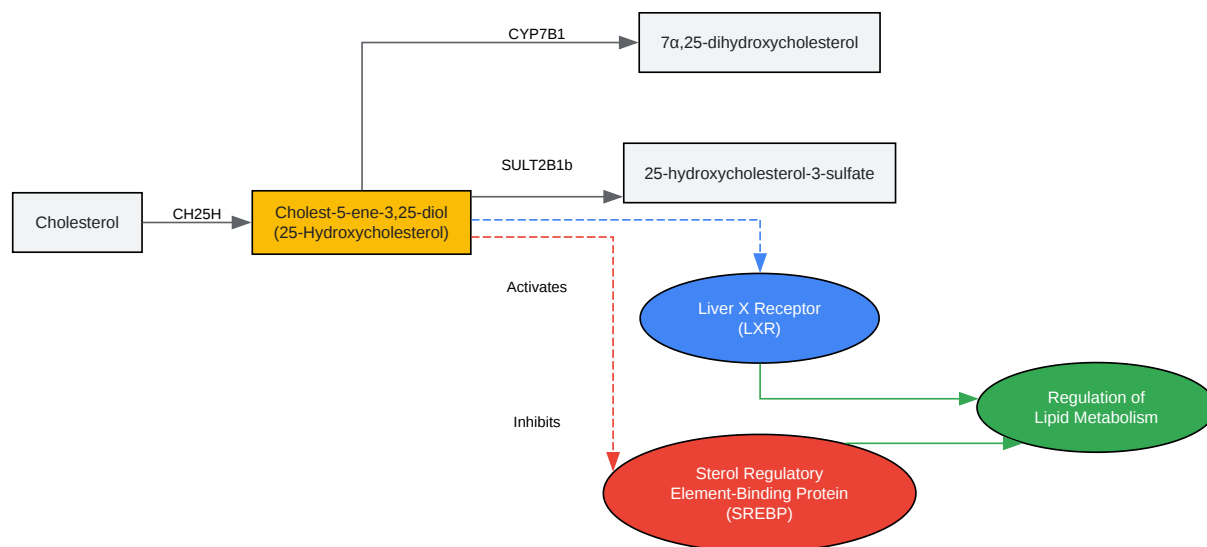 CYP7B1
7α,25-dihydroxycholesterol
SULT2B1b
25-hydroxycholesterol-3-sulfate
Cholesterol
CH25H
Cholest-5-ene-3,25-diol
(25-Hydroxycholesterol)
Activates
Liver X Receptor
(LXR)
Regulation of
Lipid Metabolism
Inhibits
Sterol Regulatory
Element-Binding Protein
(SREBP)